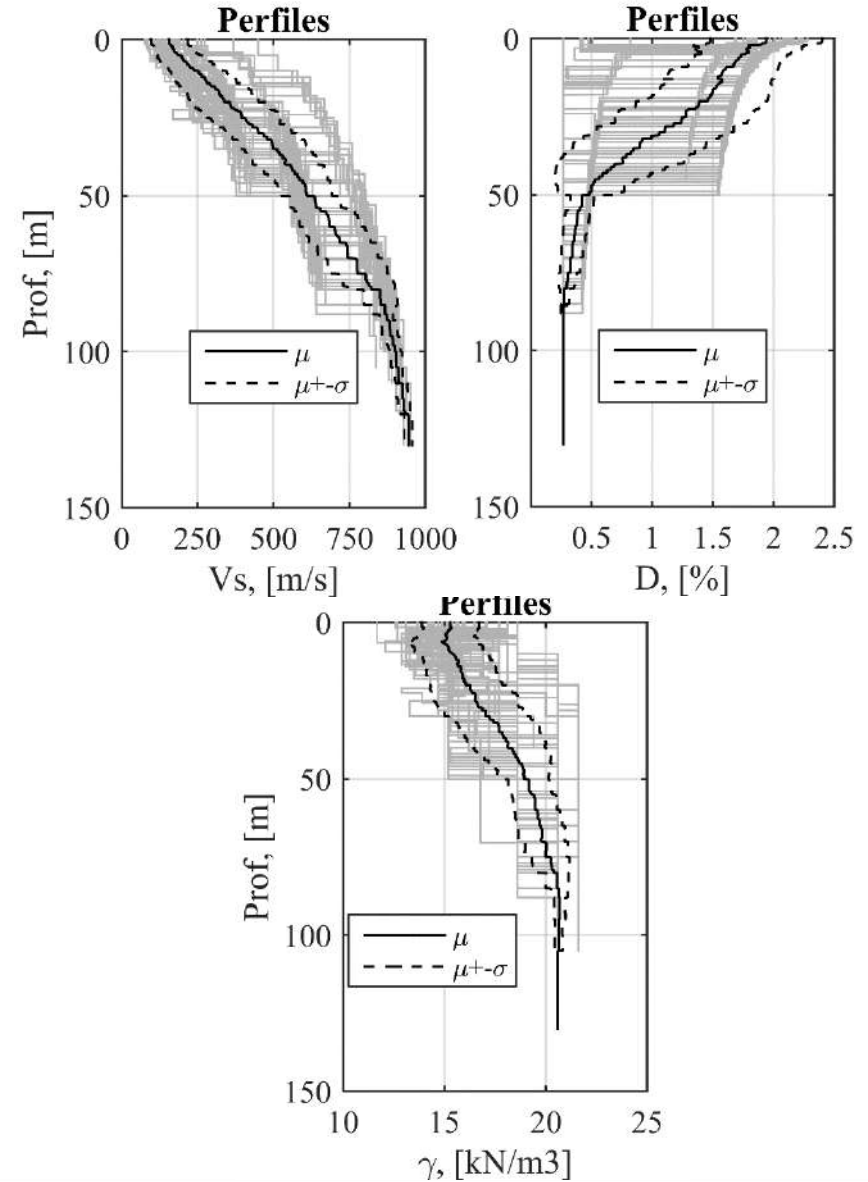 Perfiles
0
50
100
150
Prof, [m]
μ
μ+-σ
0 250 500 750 1000
Vs, [m/s]
Perfiles
0
50
100
150
μ
μ+-σ
0.5 1 1.5 2 2.5
D, [%]
Perfiles
0
50
100
150
Prof, [m]
μ
μ+-σ
10 15 20 25
γ, [kN/m3]